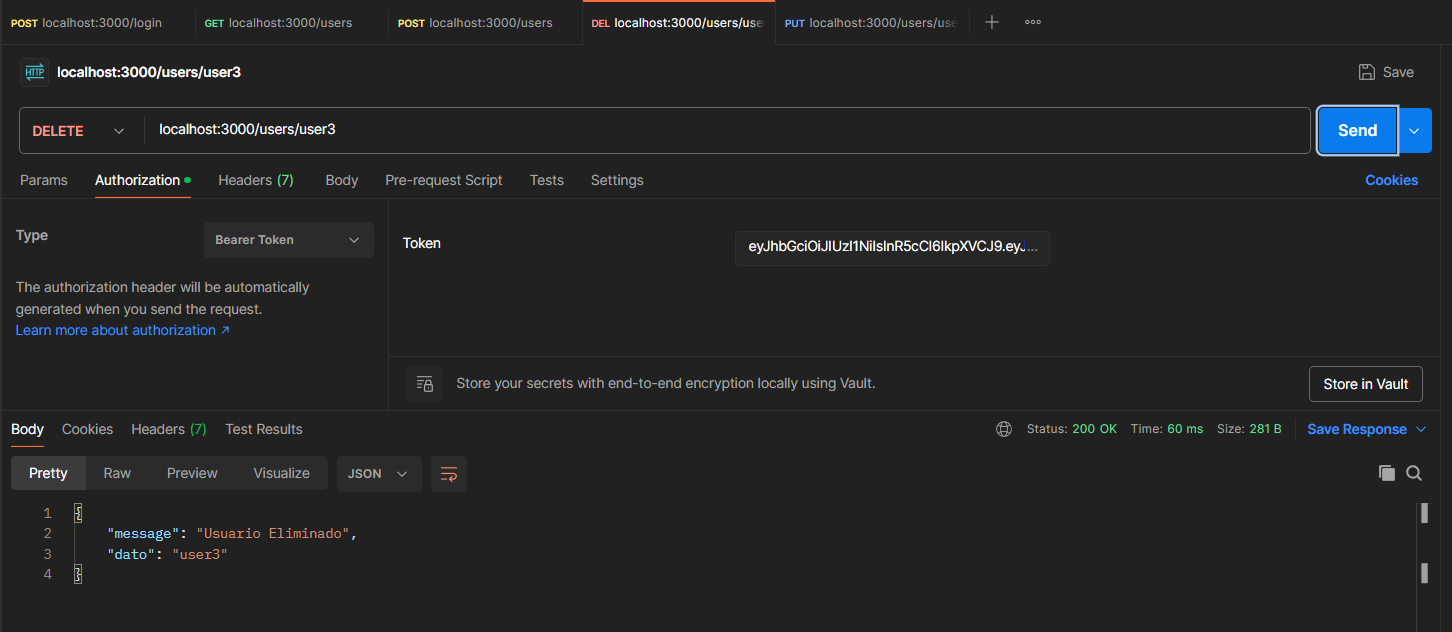 POST localhost:3000/login GET localhost:3000/users POST localhost:3000/users DEL localhost:3000/users/use PUT localhost:3000/users/use
HTTP localhost:3000/users/user3 Save
DELETE localhost:3000/users/user3 Send
Params Authorization Headers (7) Body Pre-request Script Tests Settings Cookies
Type Bearer Token
Token eyJhbGciOiJIUzI1NiIsInR5cCI6IkpXVCJ9.eyJ...
The authorization header will be automatically
generated when you send the request.
Learn more about authorization ↗
Store your secrets with end-to-end encryption locally using Vault. Store in Vault
Body Cookies Headers (7) Test Results Status: 200 OK Time: 60 ms Size: 281 B Save Response
Pretty Raw Preview Visualize JSON
1 {
2 "message": "Usuario Eliminado",
3 "dato": "user3"
4 }